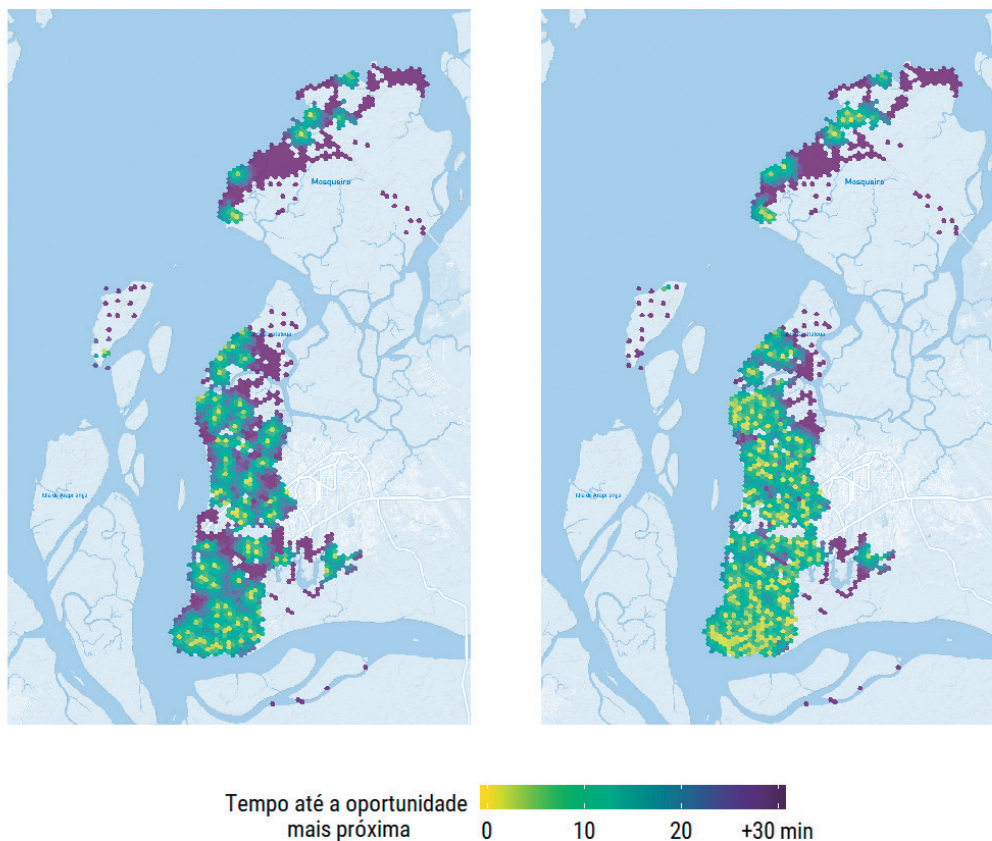 Mosqueiro
Mosqueiro
Tempo até a oportunidade
mais próxima
0
10
20
+30 min